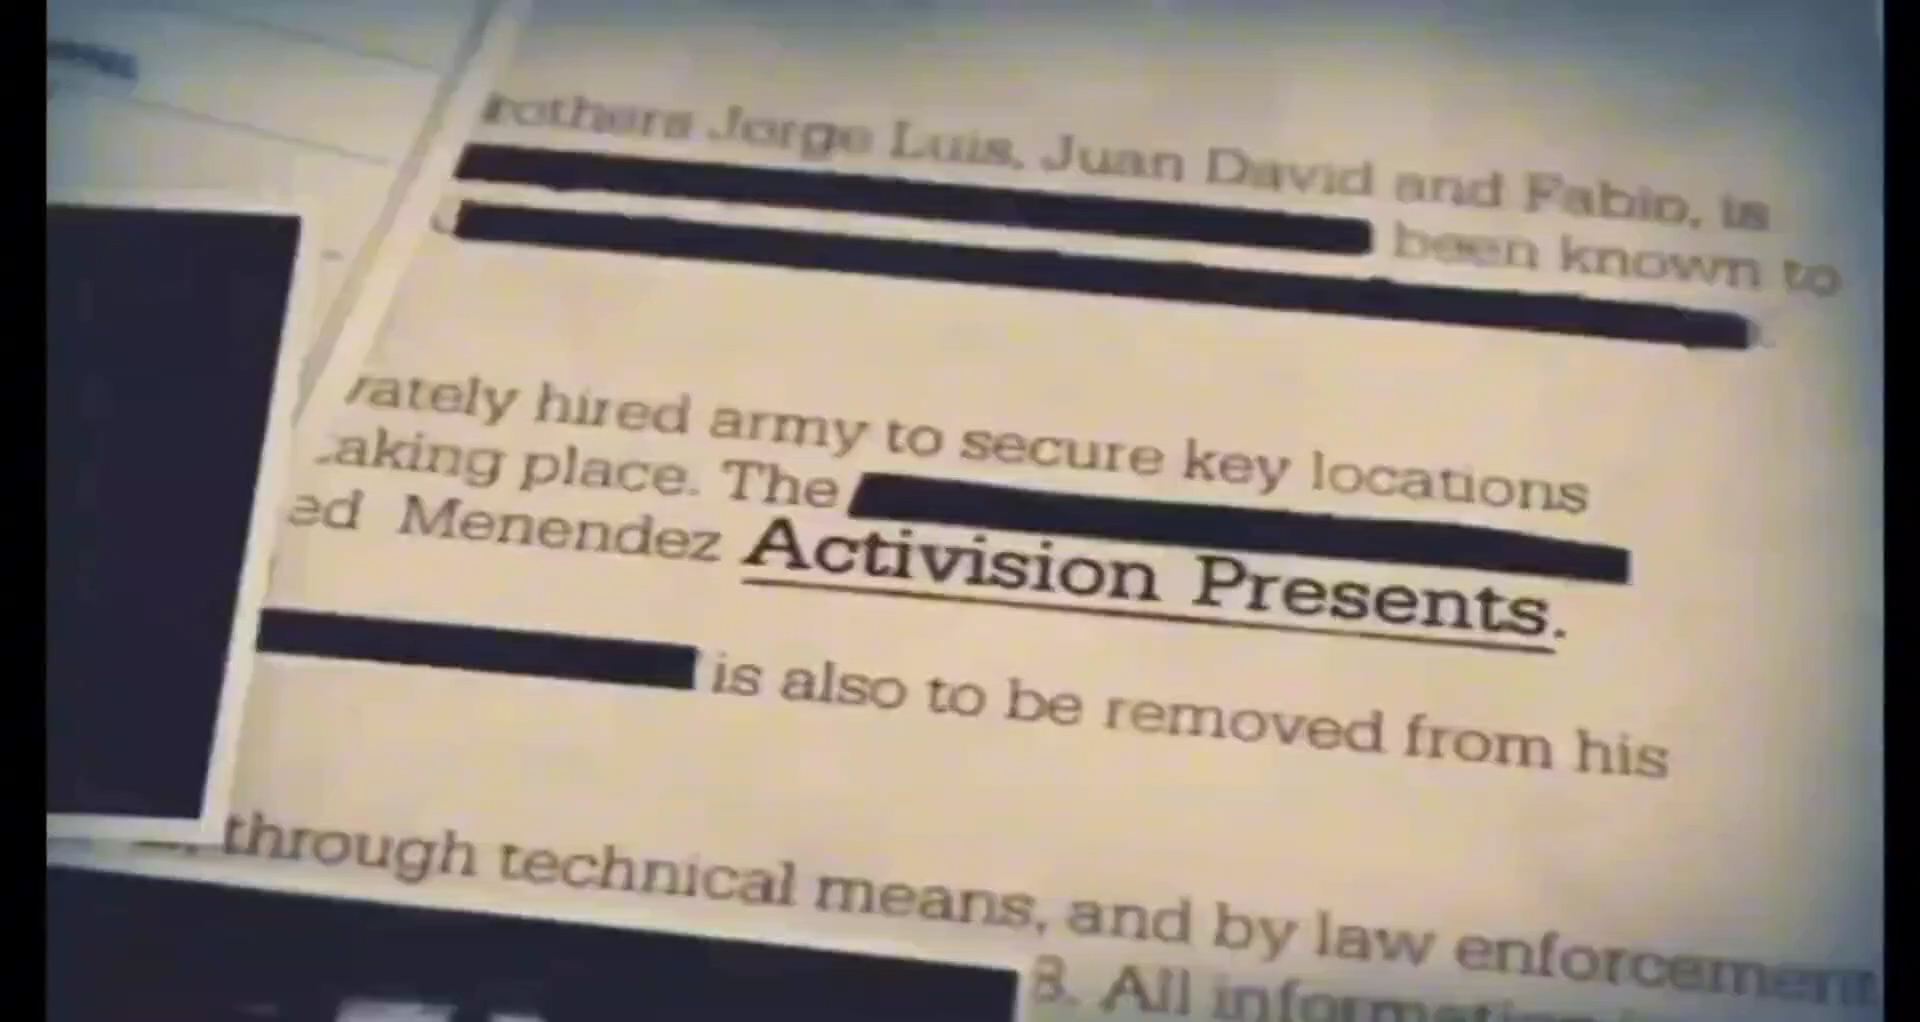 rothers Jorge Luis, Juan David and Fabio, is
been known to
rately hired army to secure key locations
aking place. The
ed Menendez Activision Presents.
is also to be removed from his
through technical means, and by law enforcement
8. All